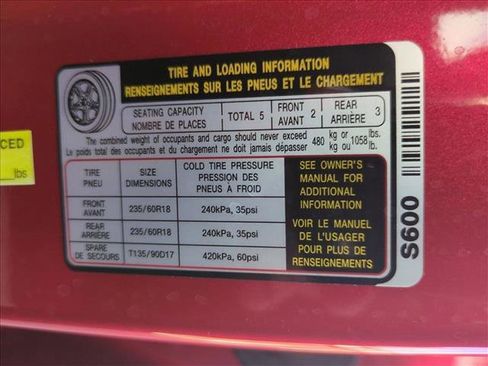 TIRE AND LOADING INFORMATION
RENSEIGNEMENTS SUR LES PNEUS ET LE CHARGEMENT
SEATING CAPACITY
NOMBRE DE PLACES
TOTAL 5
FRONT
AVANT
2
REAR
ARRIÈRE
3
The combined weight of occupants and cargo should never exceed
Le poids total des occupants et du chargement ne doit jamais dépasser
480 kg or 1058 lbs.
kg ou lb.
TIRE
PNEU
SIZE
DIMENSIONS
COLD TIRE PRESSURE
PRESSION DES
PNEUS À FROID
FRONT
AVANT
235/60R18
240kPa, 35psi
REAR
ARRIÈRE
235/60R18
240kPa, 35psi
SPARE
DE SECOURS
T135/90D17
420kPa, 60psi
SEE OWNER'S
MANUAL FOR
ADDITIONAL
INFORMATION
VOIR LE MANUEL
DE L'USAGER
POUR PLUS DE
RENSEIGNEMENTS
S600
CED
lbs